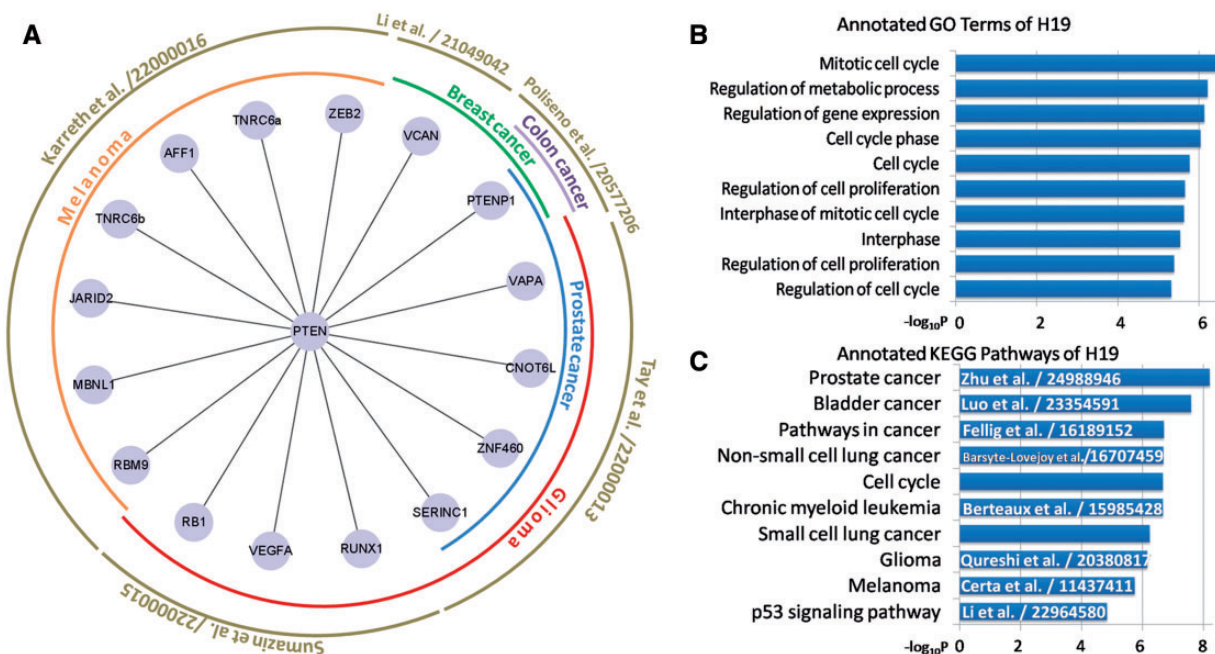 A
Karreth et al. /22000016
Li et al. / 21049042
Poliseno et al. /20577206
Tay et al. /22000013
Sumazin et al. /22000015
Melanoma
Breast cancer
Colon cancer
Prostate cancer
Glioma
ZEB2
TNRC6a
VCAN
AFF1
PTENP1
TNRC6b
VAPA
JARID2
PTEN
CNOT6L
MBNL1
ZNF460
RBM9
SERINC1
RB1
VEGFA
RUNX1
B
Annotated GO Terms of H19
Mitotic cell cycle
Regulation of metabolic process
Regulation of gene expression
Cell cycle phase
Cell cycle
Regulation of cell proliferation
Interphase of mitotic cell cycle
Interphase
Regulation of cell proliferation
Regulation of cell cycle
-log₁₀P 0 2 4 6
C
Annotated KEGG Pathways of H19
Prostate cancer Zhu et al. / 24988946
Bladder cancer Luo et al. / 23354591
Pathways in cancer Fellig et al. / 16189152
Non-small cell lung cancer Barsyte-Lovejoy et al./16707459
Cell cycle
Chronic myeloid leukemia Berteaux et al. / 15985428
Small cell lung cancer
Glioma Qureshi et al. / 20380817
Melanoma Certa et al. / 11437411
p53 signaling pathway Li et al. / 22964580
-log₁₀P 0 2 4 6 8